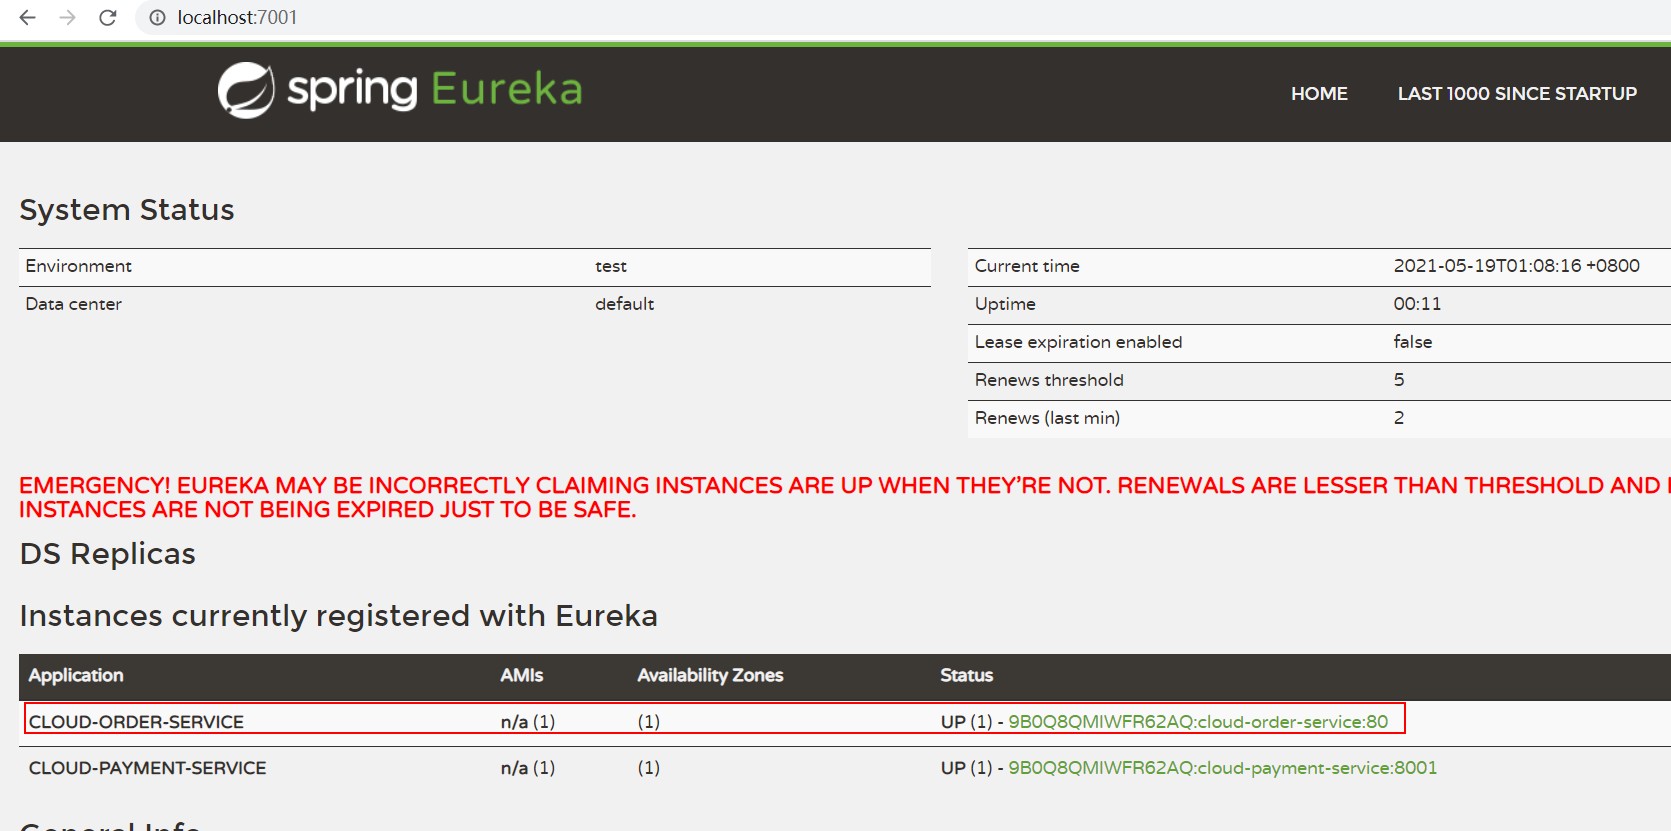 localhost:7001
spring Eureka
HOME LAST 1000 SINCE STARTUP
System Status
Environment test
Data center default
Current time 2021-05-19T01:08:16 +0800
Uptime 00:11
Lease expiration enabled false
Renews threshold 5
Renews (last min) 2
EMERGENCY! EUREKA MAY BE INCORRECTLY CLAIMING INSTANCES ARE UP WHEN THEY'RE NOT. RENEWALS ARE LESSER THAN THRESHOLD AND
INSTANCES ARE NOT BEING EXPIRED JUST TO BE SAFE.
DS Replicas
Instances currently registered with Eureka
Application AMIs Availability Zones Status
CLOUD-ORDER-SERVICE n/a (1) (1) UP (1) - 9B0Q8QMIWFR62AQ:cloud-order-service:80
CLOUD-PAYMENT-SERVICE n/a (1) (1) UP (1) - 9B0Q8QMIWFR62AQ:cloud-payment-service:8001
General Info